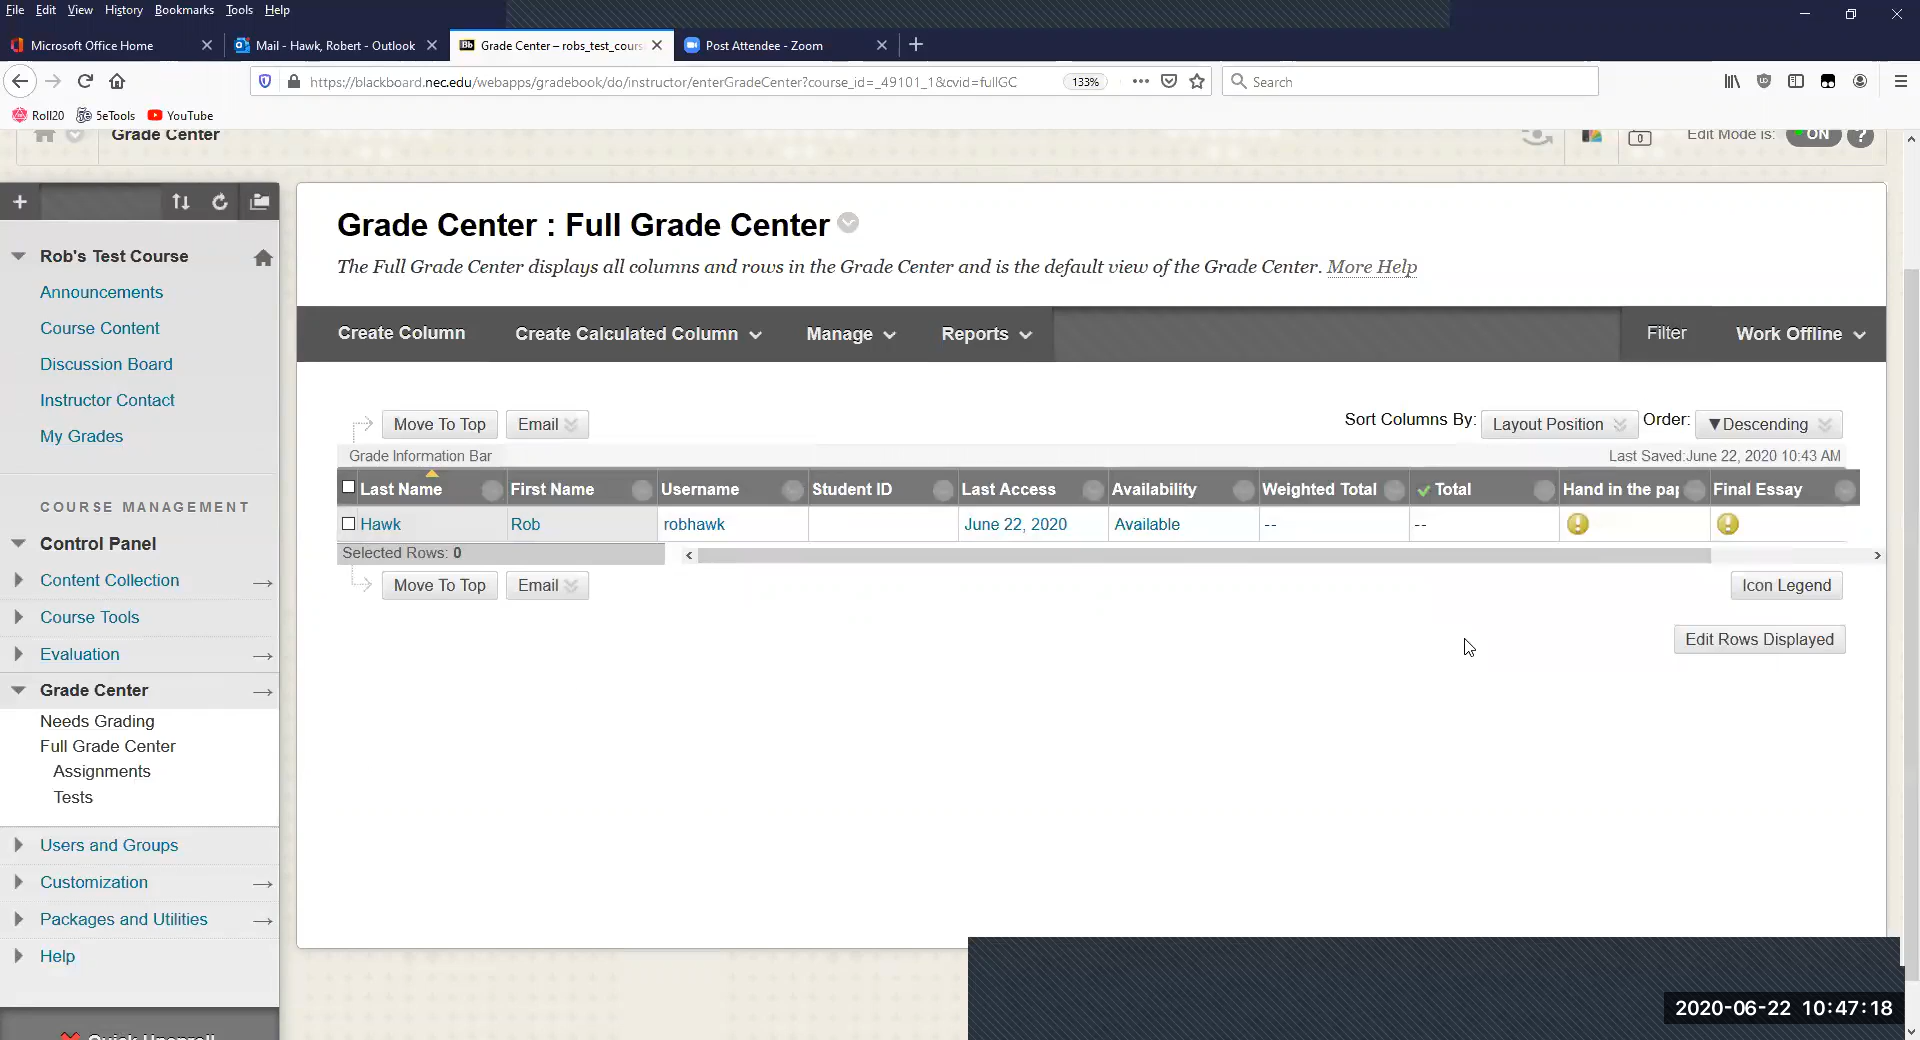 File Edit View History Bookmarks Tools Help
Microsoft Office Home
Mail - Hawk, Robert - Outlook
Grade Center – robs_test_cours
Post Attendee - Zoom
https://blackboard.nec.edu/webapps/gradebook/do/instructor/enterGradeCenter?course_id=_49101_1&cvid=fullGC
133%
Search
Roll20
5eTools
YouTube
Grade Center
0
Edit Mode is:
ON
?
Rob's Test Course
Announcements
Course Content
Discussion Board
Instructor Contact
My Grades
COURSE MANAGEMENT
Control Panel
Content Collection
Course Tools
Evaluation
Grade Center
Needs Grading
Full Grade Center
Assignments
Tests
Users and Groups
Customization
Packages and Utilities
Help
Quick Unenroll
Grade Center : Full Grade Center
The Full Grade Center displays all columns and rows in the Grade Center and is the default view of the Grade Center. More Help
Create Column Create Calculated Column Manage Reports Filter Work Offline
Move To Top Email Sort Columns By: Layout Position Order: ▼Descending
Grade Information Bar Last Saved:June 22, 2020 10:43 AM
Last Name First Name Username Student ID Last Access Availability Weighted Total Total Hand in the pap Final Essay
Hawk Rob robhawk June 22, 2020 Available -- --
Selected Rows: 0
Move To Top Email Icon Legend
Edit Rows Displayed
2020-06-22 10:47:18